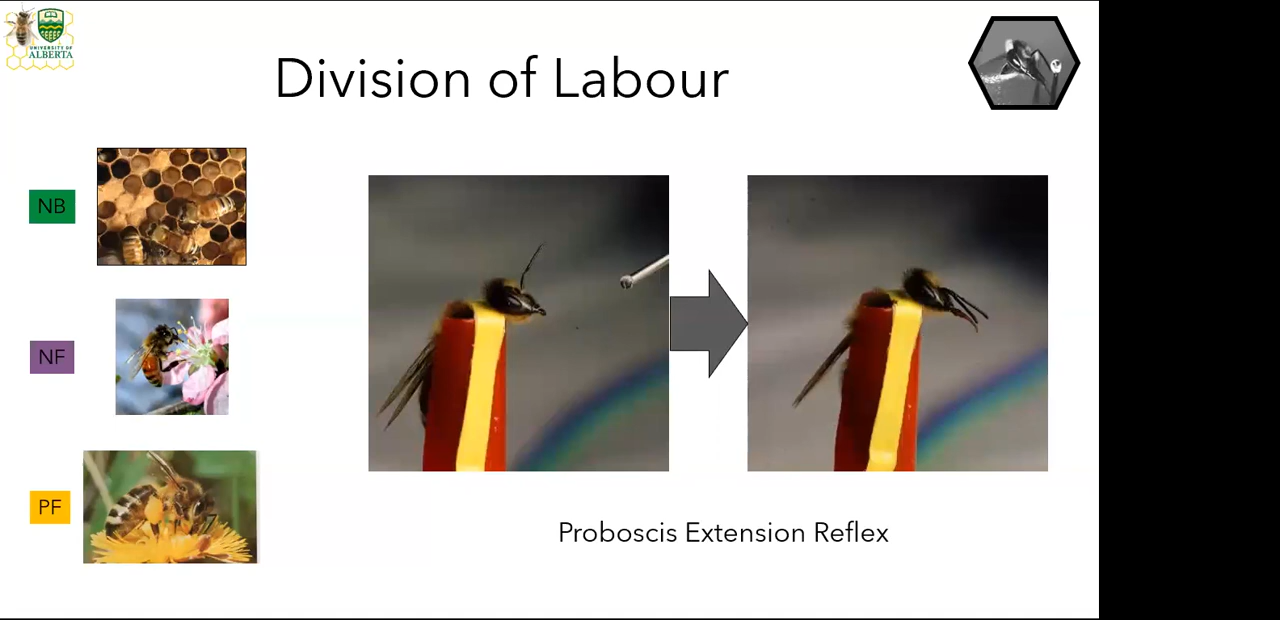 UNIVERSITY OF
ALBERTA
Division of Labour
NB
NF
PF
Proboscis Extension Reflex